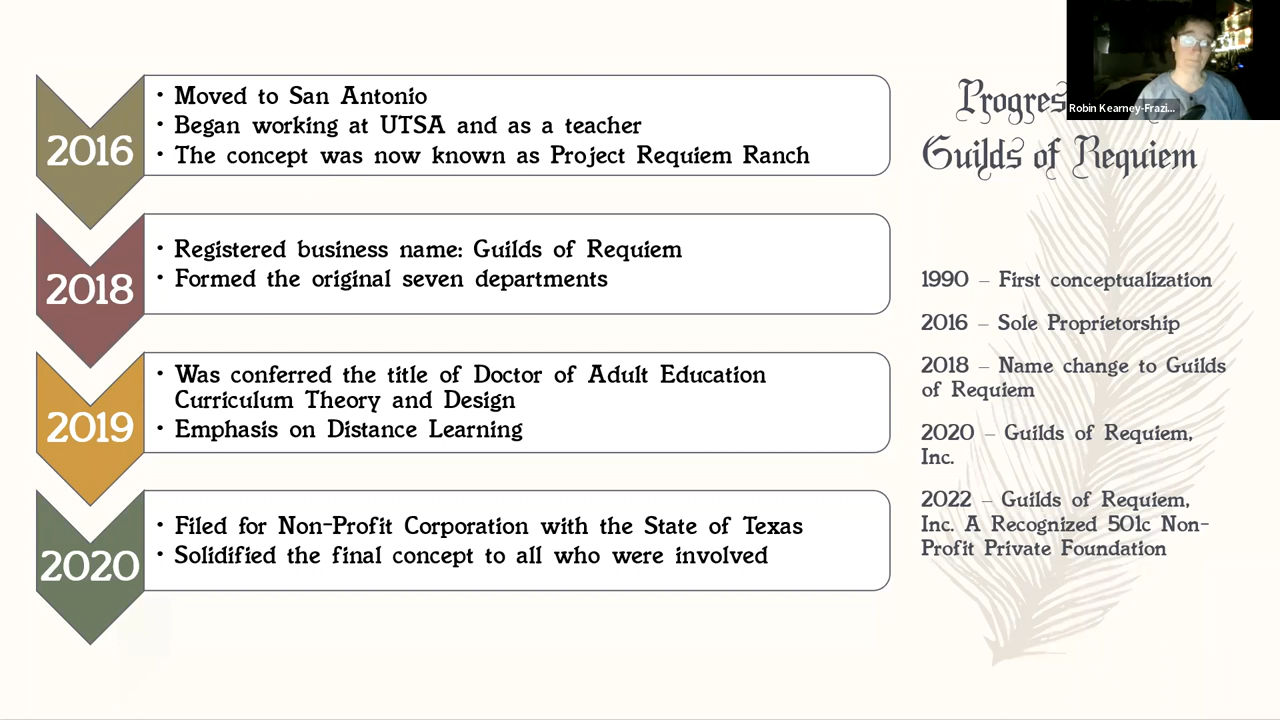 2016
• Moved to San Antonio
• Began working at UTSA and as a teacher
• The concept was now known as Project Requiem Ranch
2018
• Registered business name: Guilds of Requiem
• Formed the original seven departments
2019
• Was conferred the title of Doctor of Adult Education
Curriculum Theory and Design
• Emphasis on Distance Learning
2020
• Filed for Non-Profit Corporation with the State of Texas
• Solidified the final concept to all who were involved
Guilds of Requiem
1990 – First conceptualization
2016 – Sole Proprietorship
2018 – Name change to Guilds
of Requiem
2020 – Guilds of Requiem,
Inc.
2022 – Guilds of Requiem,
Inc. A Recognized 501c Non-
Profit Private Foundation
Robin Kearney-Frazi...